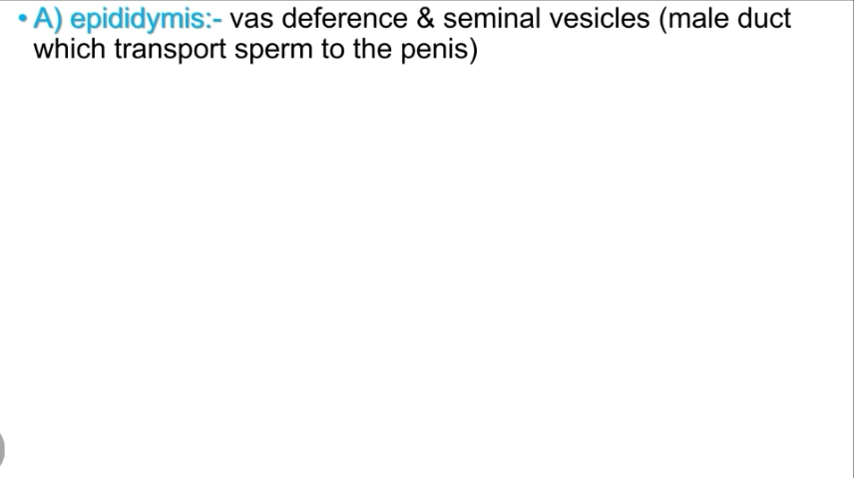 • A) epididymis:- vas deference & seminal vesicles (male duct
which transport sperm to the penis)